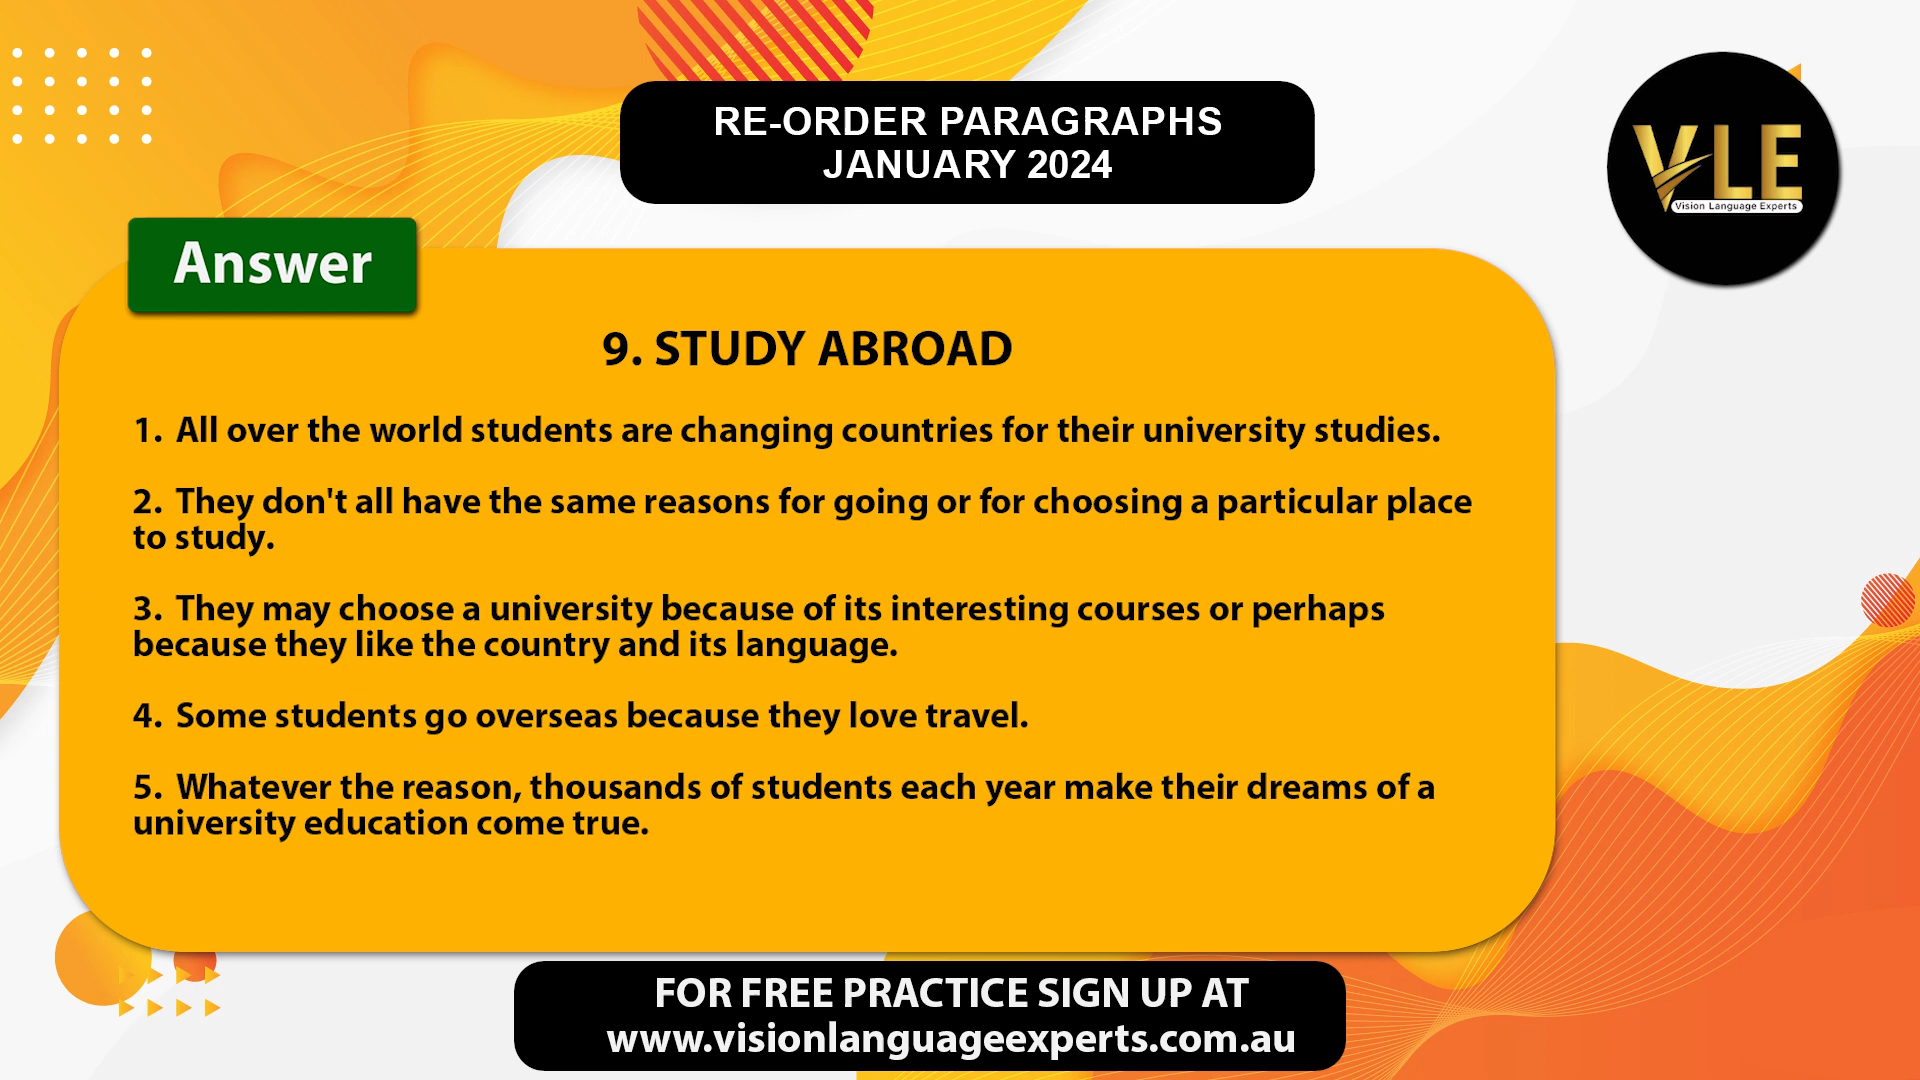 RE-ORDER PARAGRAPHS
JANUARY 2024
VLE
Vision Language Experts
Answer
9. STUDY ABROAD
1. All over the world students are changing countries for their university studies.
2. They don't all have the same reasons for going or for choosing a particular place
to study.
3. They may choose a university because of its interesting courses or perhaps
because they like the country and its language.
4. Some students go overseas because they love travel.
5. Whatever the reason, thousands of students each year make their dreams of a
university education come true.
FOR FREE PRACTICE SIGN UP AT
www.visionlanguageexperts.com.au